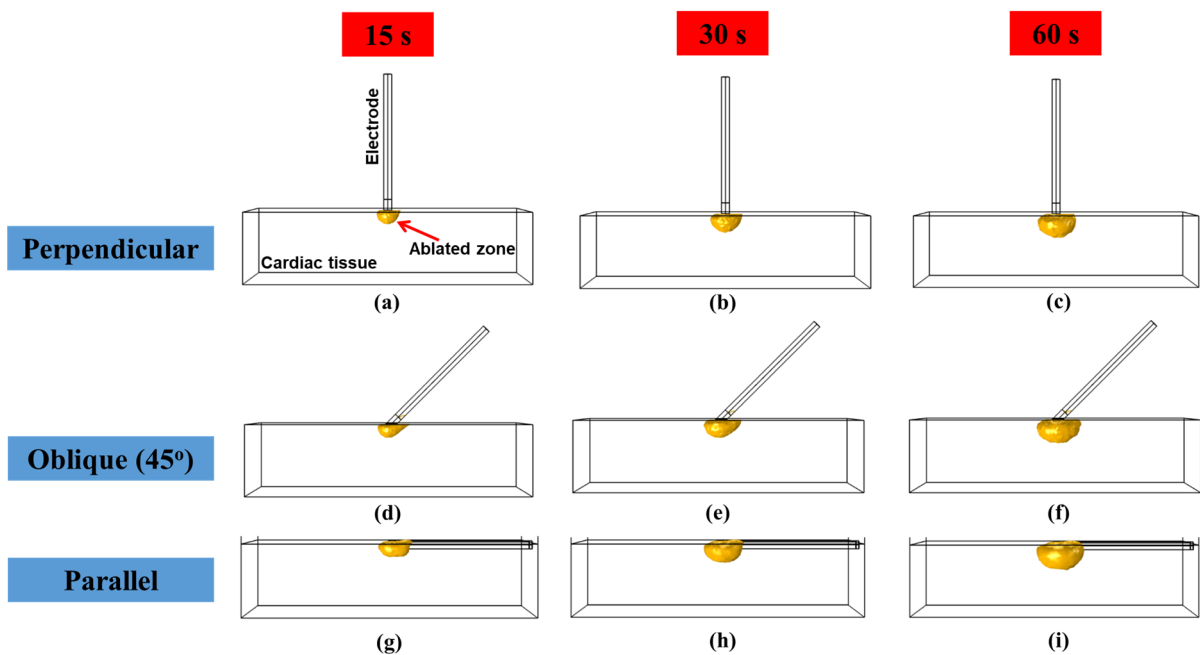 15 s
30 s
60 s
Electrode
Perpendicular
Ablated zone
Cardiac tissue
(a)
(b)
(c)
Oblique (45º)
(d)
(e)
(f)
Parallel
(g)
(h)
(i)